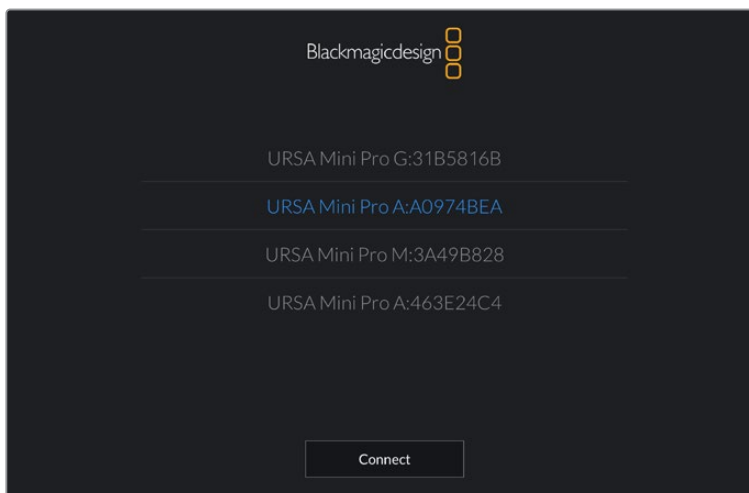 Blackmagicdesign
URSA Mini Pro G:31B5816B
URSA Mini Pro A:A0974BEA
URSA Mini Pro M:3A49B828
URSA Mini Pro A:463E24C4
Connect